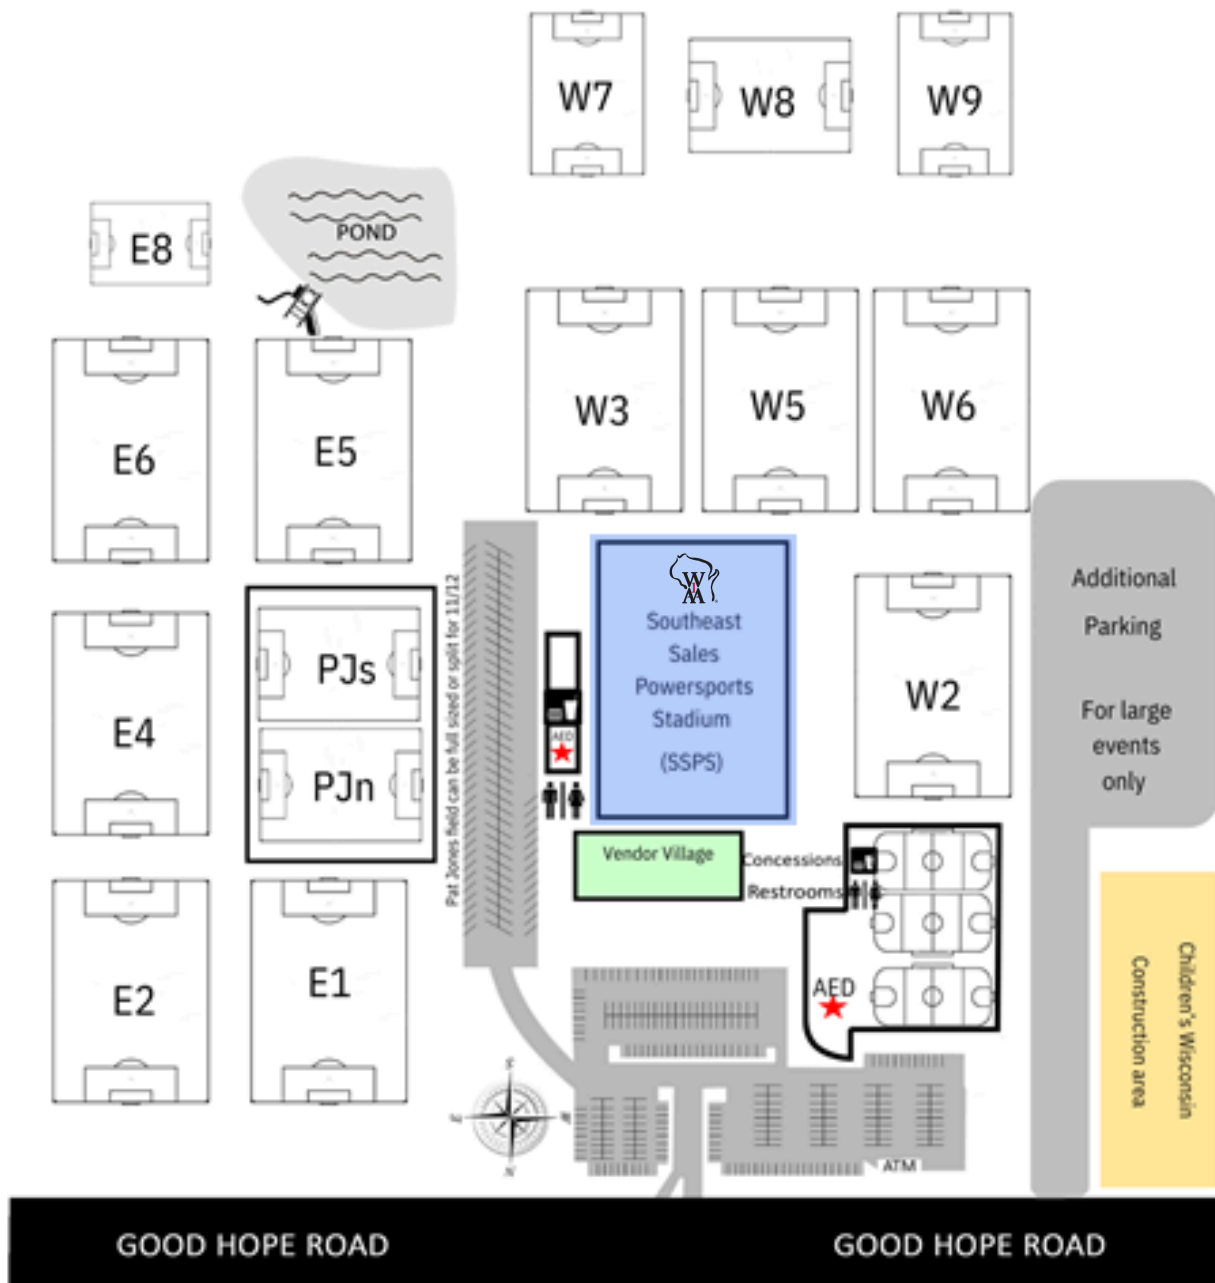 W7
W8
W9
POND
E8
W3
W5
W6
E6
E5
Pat Jones field can be full sized or split for 11/12
PJs
PJn
E4
E2
E1
Southeast
Sales
Powersports
Stadium
(SSPS)
AED
W2
Additional
Parking
For large
events
only
Vendor Village
Concessions
Restrooms
AED
Children's Wisconsin
Construction area
ATM
GOOD HOPE ROAD
GOOD HOPE ROAD